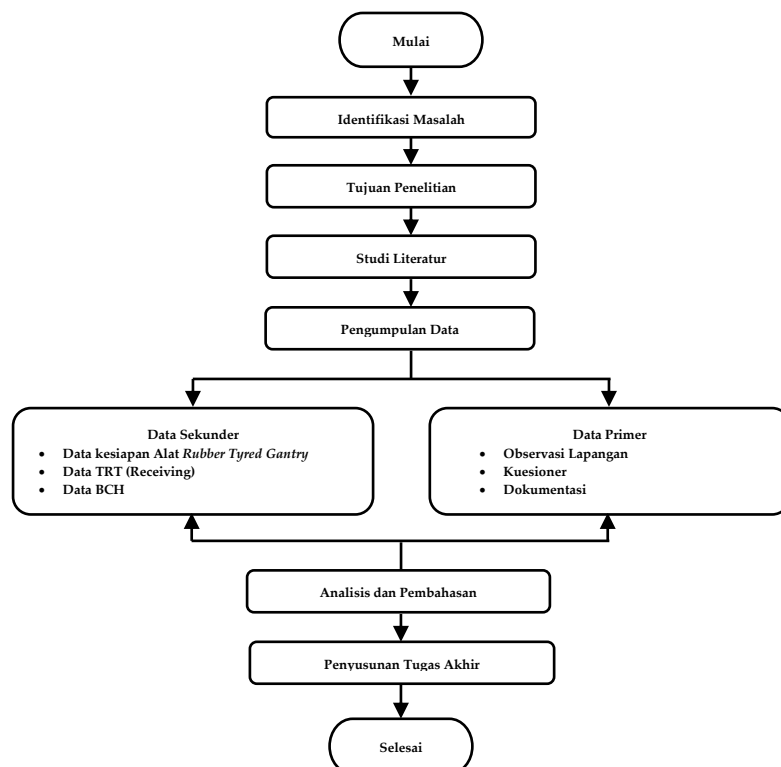 Mulai
Identifikasi Masalah
Tujuan Penelitian
Studi Literatur
Pengumpulan Data
Data Sekunder
• Data kesiapan Alat Rubber Tyred Gantry
• Data TRT (Receiving)
• Data BCH
Data Primer
• Observasi Lapangan
• Kuesioner
• Dokumentasi
Analisis dan Pembahasan
Penyusunan Tugas Akhir
Selesai